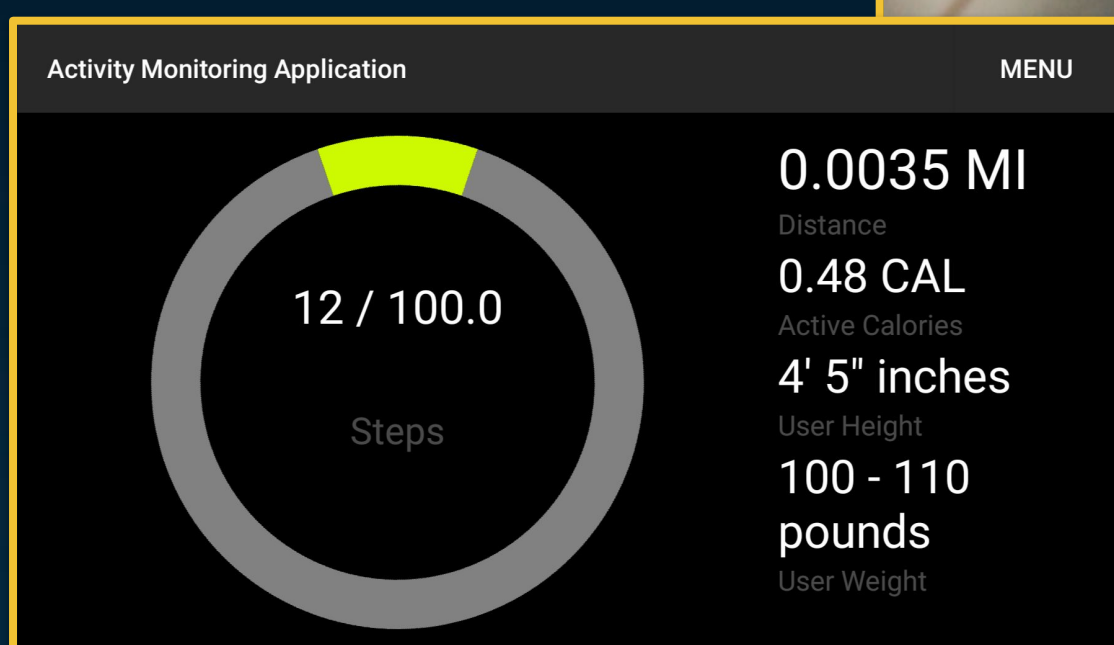 Activity Monitoring Application
MENU
12 / 100.0
Steps
0.0035 MI
Distance
0.48 CAL
Active Calories
4' 5" inches
User Height
100 - 110
pounds
User Weight